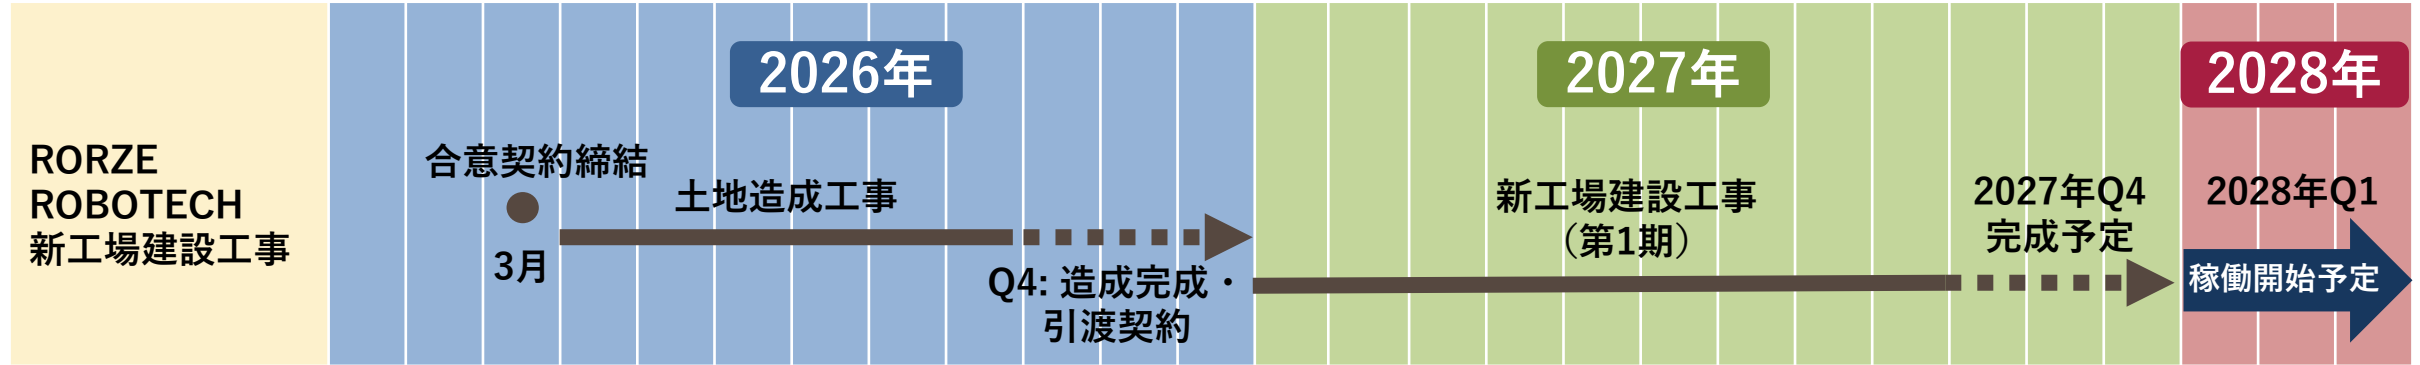 2026年
2027年
2028年
RORZE
ROBOTECH
新工場建設工事
合意契約締結
3月
土地造成工事
Q4: 造成完成・
引渡契約
新工場建設工事
（第1期）
2027年Q4
完成予定
2028年Q1
稼働開始予定